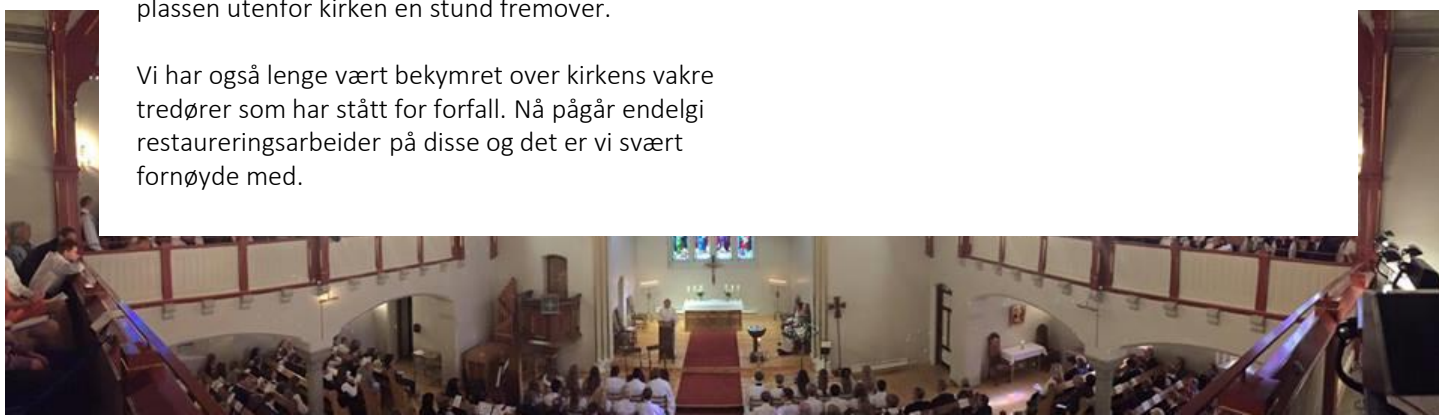 plassen utenfor kirken en stund fremover.
Vi har også lenge vært bekymret over kirkens vakre
tredører som har stått for forfall. Nå pågår endelgi
restaureringsarbeider på disse og det er vi svært
fornøyde med.